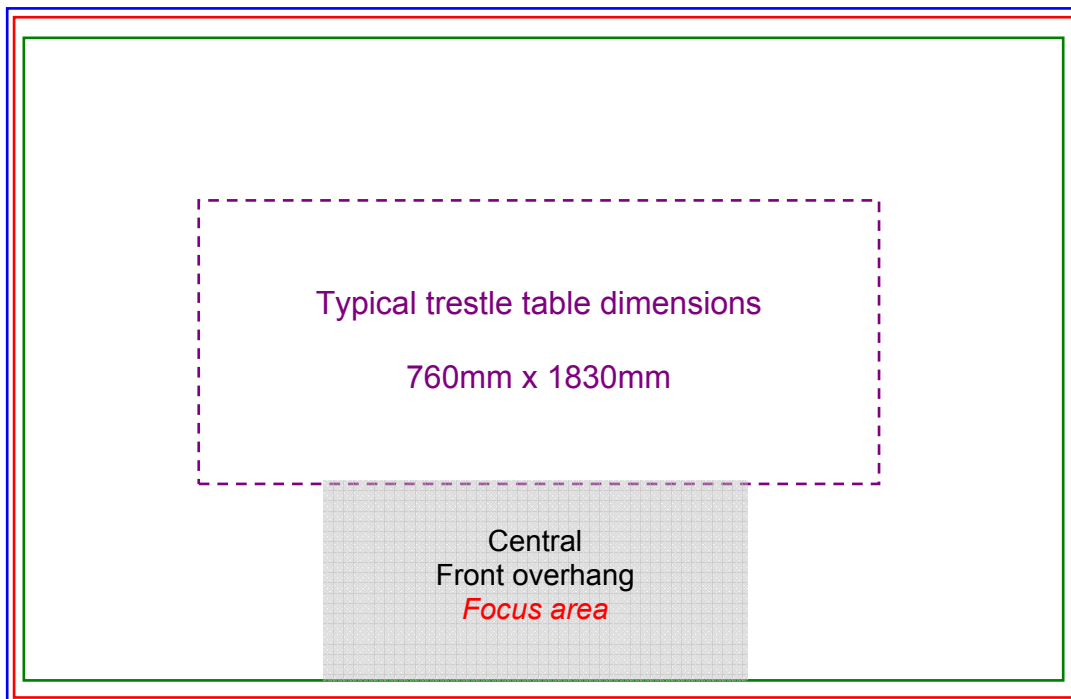 Typical trestle table dimensions
760mm x 1830mm
Central
Front overhang
Focus area